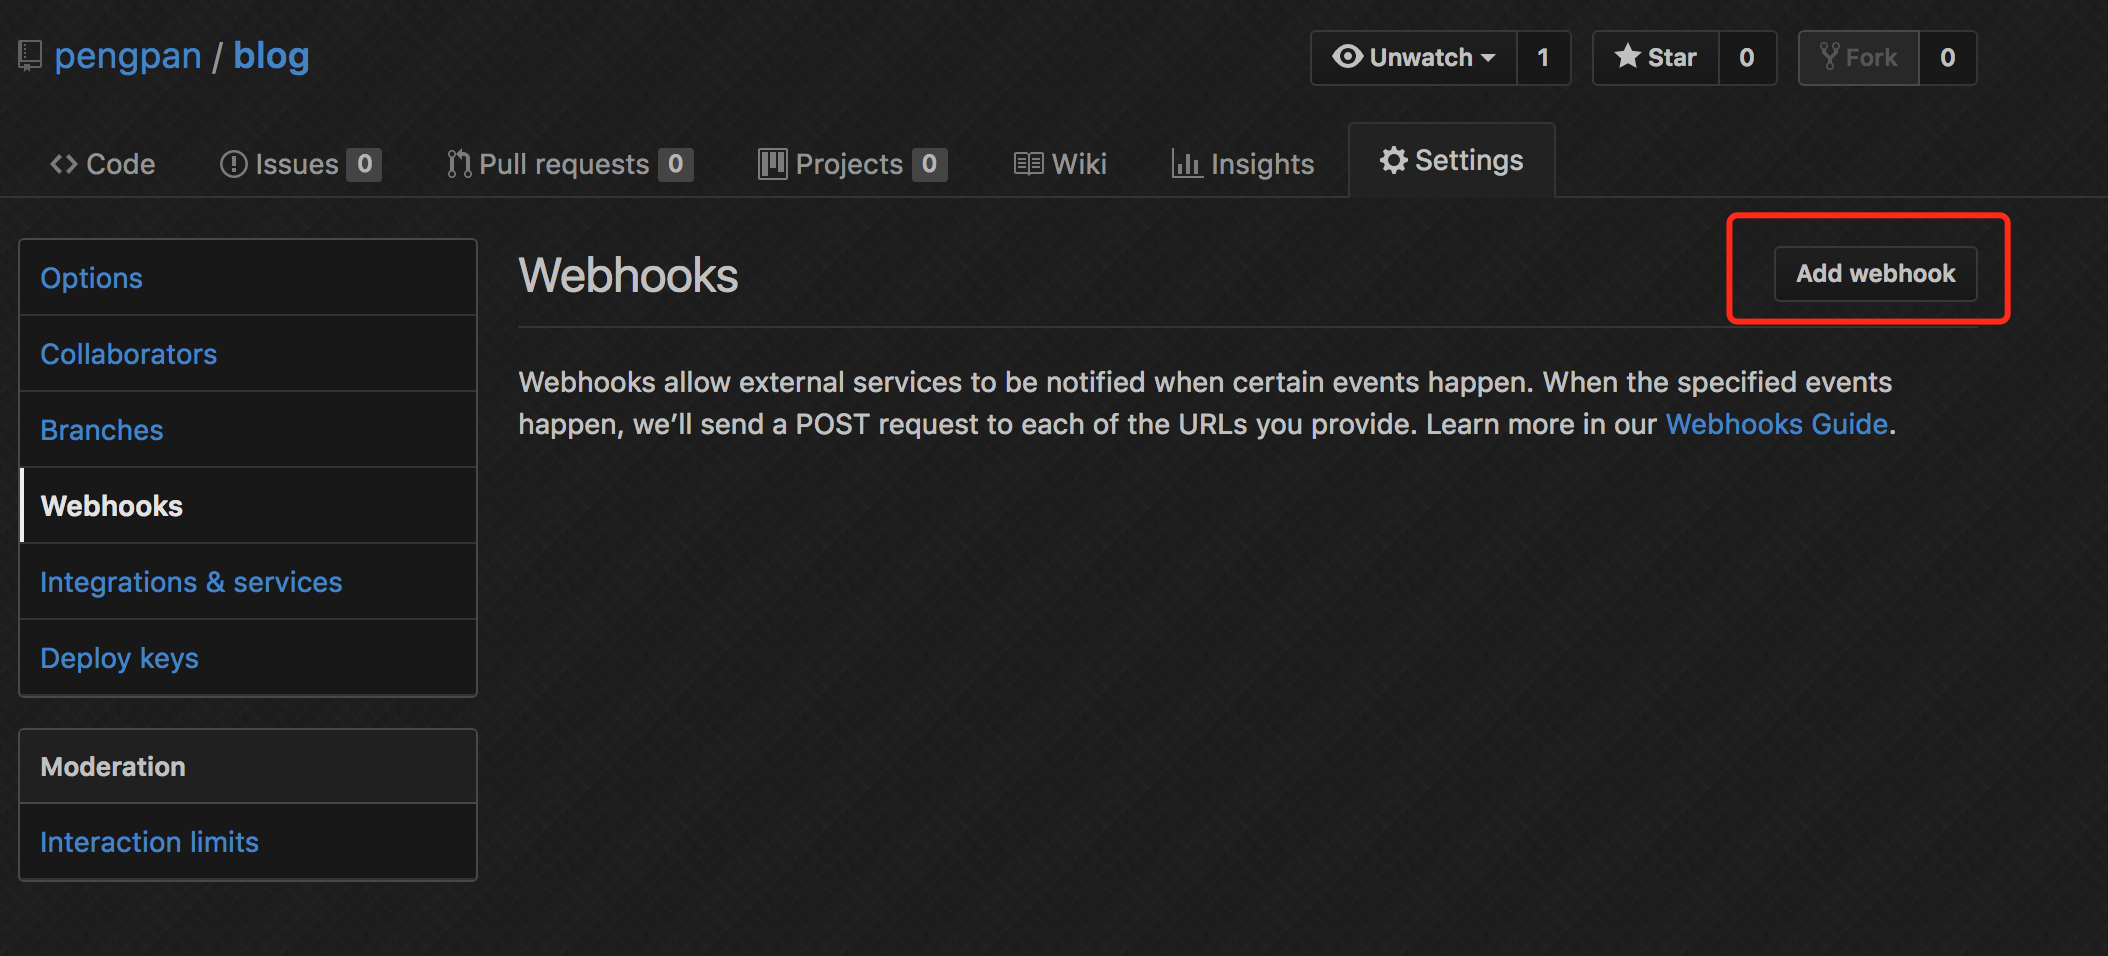 pengpan / blog
Unwatch 1 Star 0 Fork 0
Code Issues 0 Pull requests 0 Projects 0 Wiki Insights Settings
Options
Collaborators
Branches
Webhooks
Integrations & services
Deploy keys
Moderation
Interaction limits
Webhooks
Add webhook
Webhooks allow external services to be notified when certain events happen. When the specified events
happen, we’ll send a POST request to each of the URLs you provide. Learn more in our Webhooks Guide.